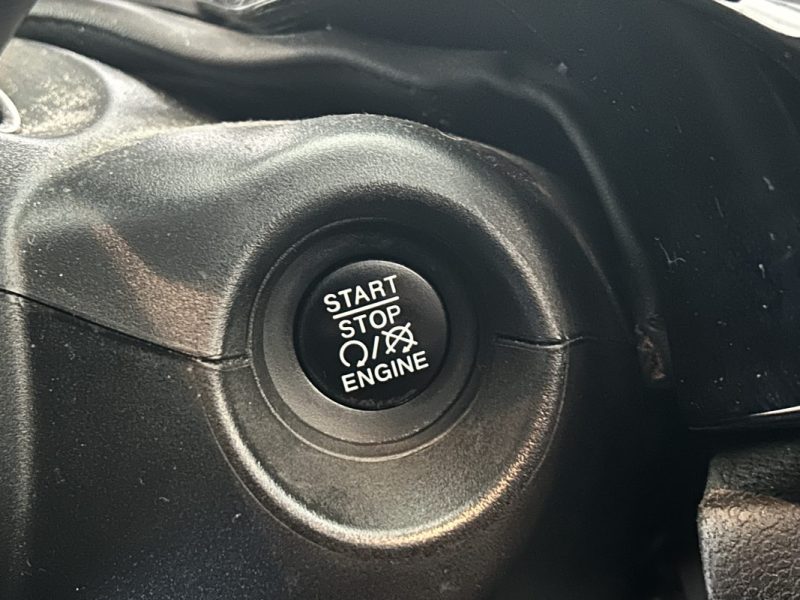 START
STOP
/
ENGINE